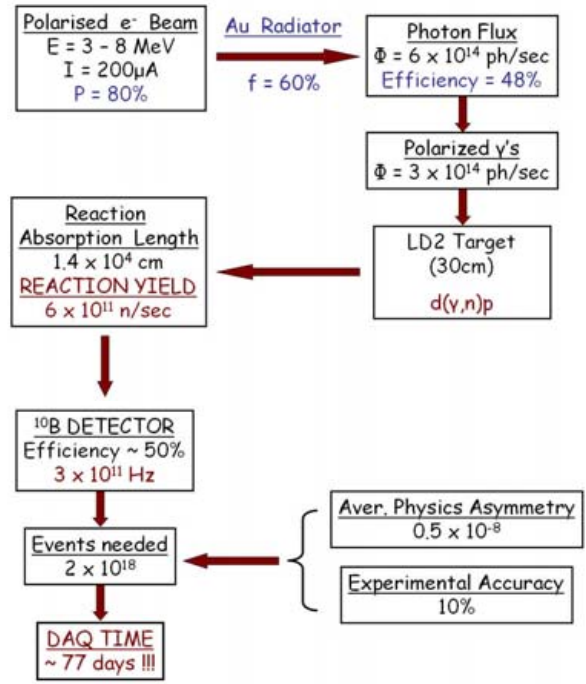 Polarised e⁻ Beam
E = 3 - 8 MeV
I = 200μA
P = 80%
Au Radiator
f = 60%
Photon Flux
Φ = 6 x 10¹⁴ ph/sec
Efficiency = 48%
Polarized γ's
Φ = 3 x 10¹⁴ ph/sec
LD2 Target
(30cm)
d(γ,n)p
Reaction
Absorption Length
1.4 x 10⁴ cm
REACTION YIELD
6 x 10¹¹ n/sec
¹⁰B DETECTOR
Efficiency ~ 50%
3 x 10¹¹ Hz
Aver. Physics Asymmetry
0.5 x 10⁻⁸
Experimental Accuracy
10%
Events needed
2 x 10¹⁸
DAQ TIME
~ 77 days !!!